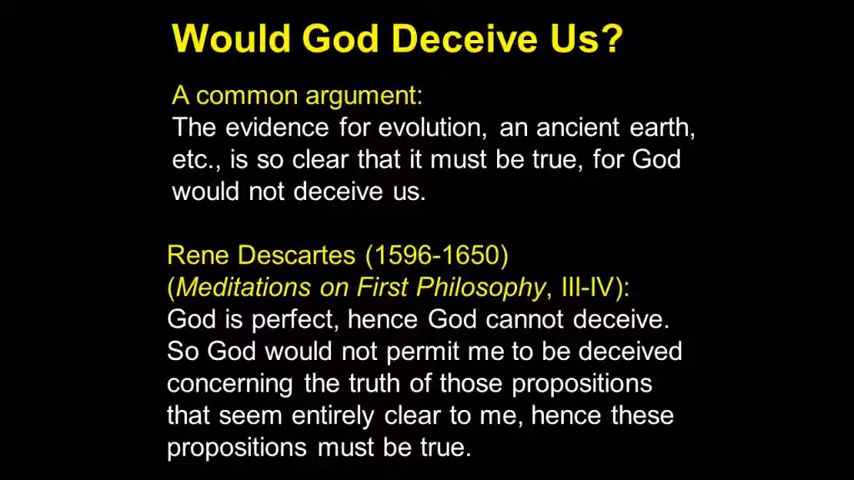 Would God Deceive Us?
A common argument:
The evidence for evolution, an ancient earth,
etc., is so clear that it must be true, for God
would not deceive us.
Rene Descartes (1596-1650)
(Meditations on First Philosophy, III-IV):
God is perfect, hence God cannot deceive.
So God would not permit me to be deceived
concerning the truth of those propositions
that seem entirely clear to me, hence these
propositions must be true.